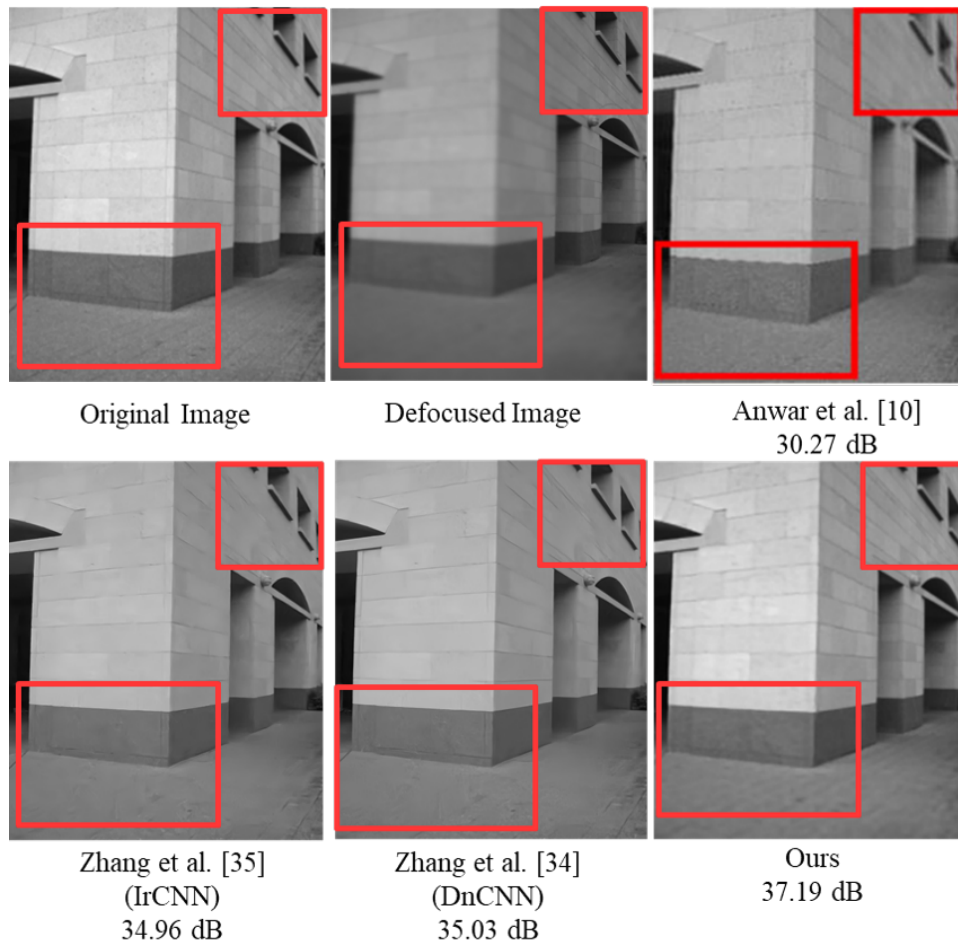 Original Image
Defocused Image
Anwar et al. [10]
30.27 dB
Zhang et al. [35]
(IrCNN)
34.96 dB
Zhang et al. [34]
(DnCNN)
35.03 dB
Ours
37.19 dB